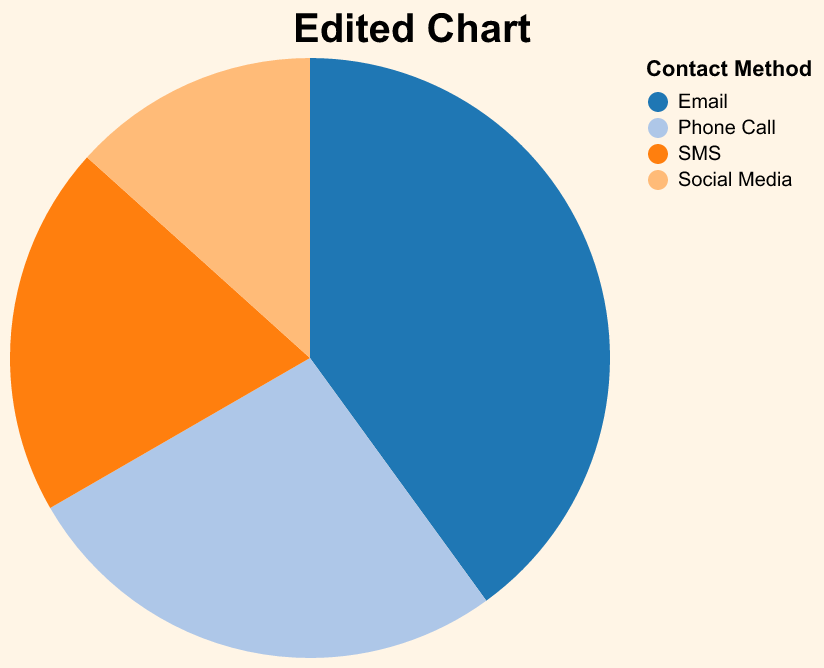 Edited Chart
Contact Method
Email
Phone Call
SMS
Social Media